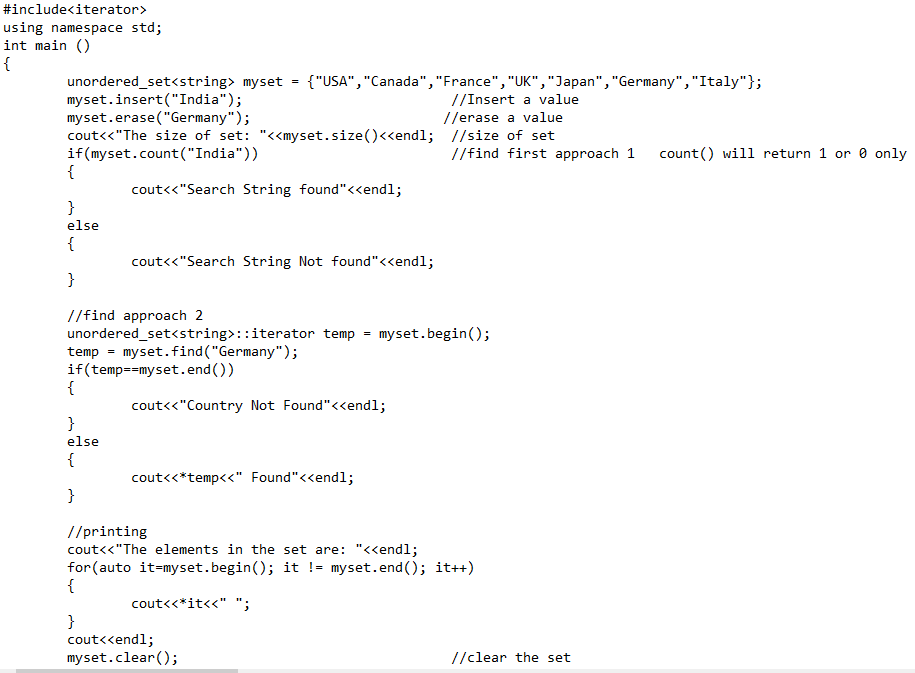 #include<iterator>
using namespace std;
int main ()
{
        unordered_set<string> myset = {"USA","Canada","France","UK","Japan","Germany","Italy"};
        myset.insert("India");                          //Insert a value
        myset.erase("Germany");                        //erase a value
        cout<<"The size of set: "<<myset.size()<<endl;  //size of set
        if(myset.count("India"))                        //find first approach 1   count() will return 1 or 0 only
        {
                cout<<"Search String found"<<endl;
        }
        else
        {
                cout<<"Search String Not found"<<endl;
        }

        //find approach 2
        unordered_set<string>::iterator temp = myset.begin();
        temp = myset.find("Germany");
        if(temp==myset.end())
        {
                cout<<"Country Not Found"<<endl;
        }
        else
        {
                cout<<*temp<<" Found"<<endl;
        }

        //printing
        cout<<"The elements in the set are: "<<endl;
        for(auto it=myset.begin(); it != myset.end(); it++)
        {
                cout<<*it<<" ";
        }
        cout<<endl;
        myset.clear();                                  //clear the set